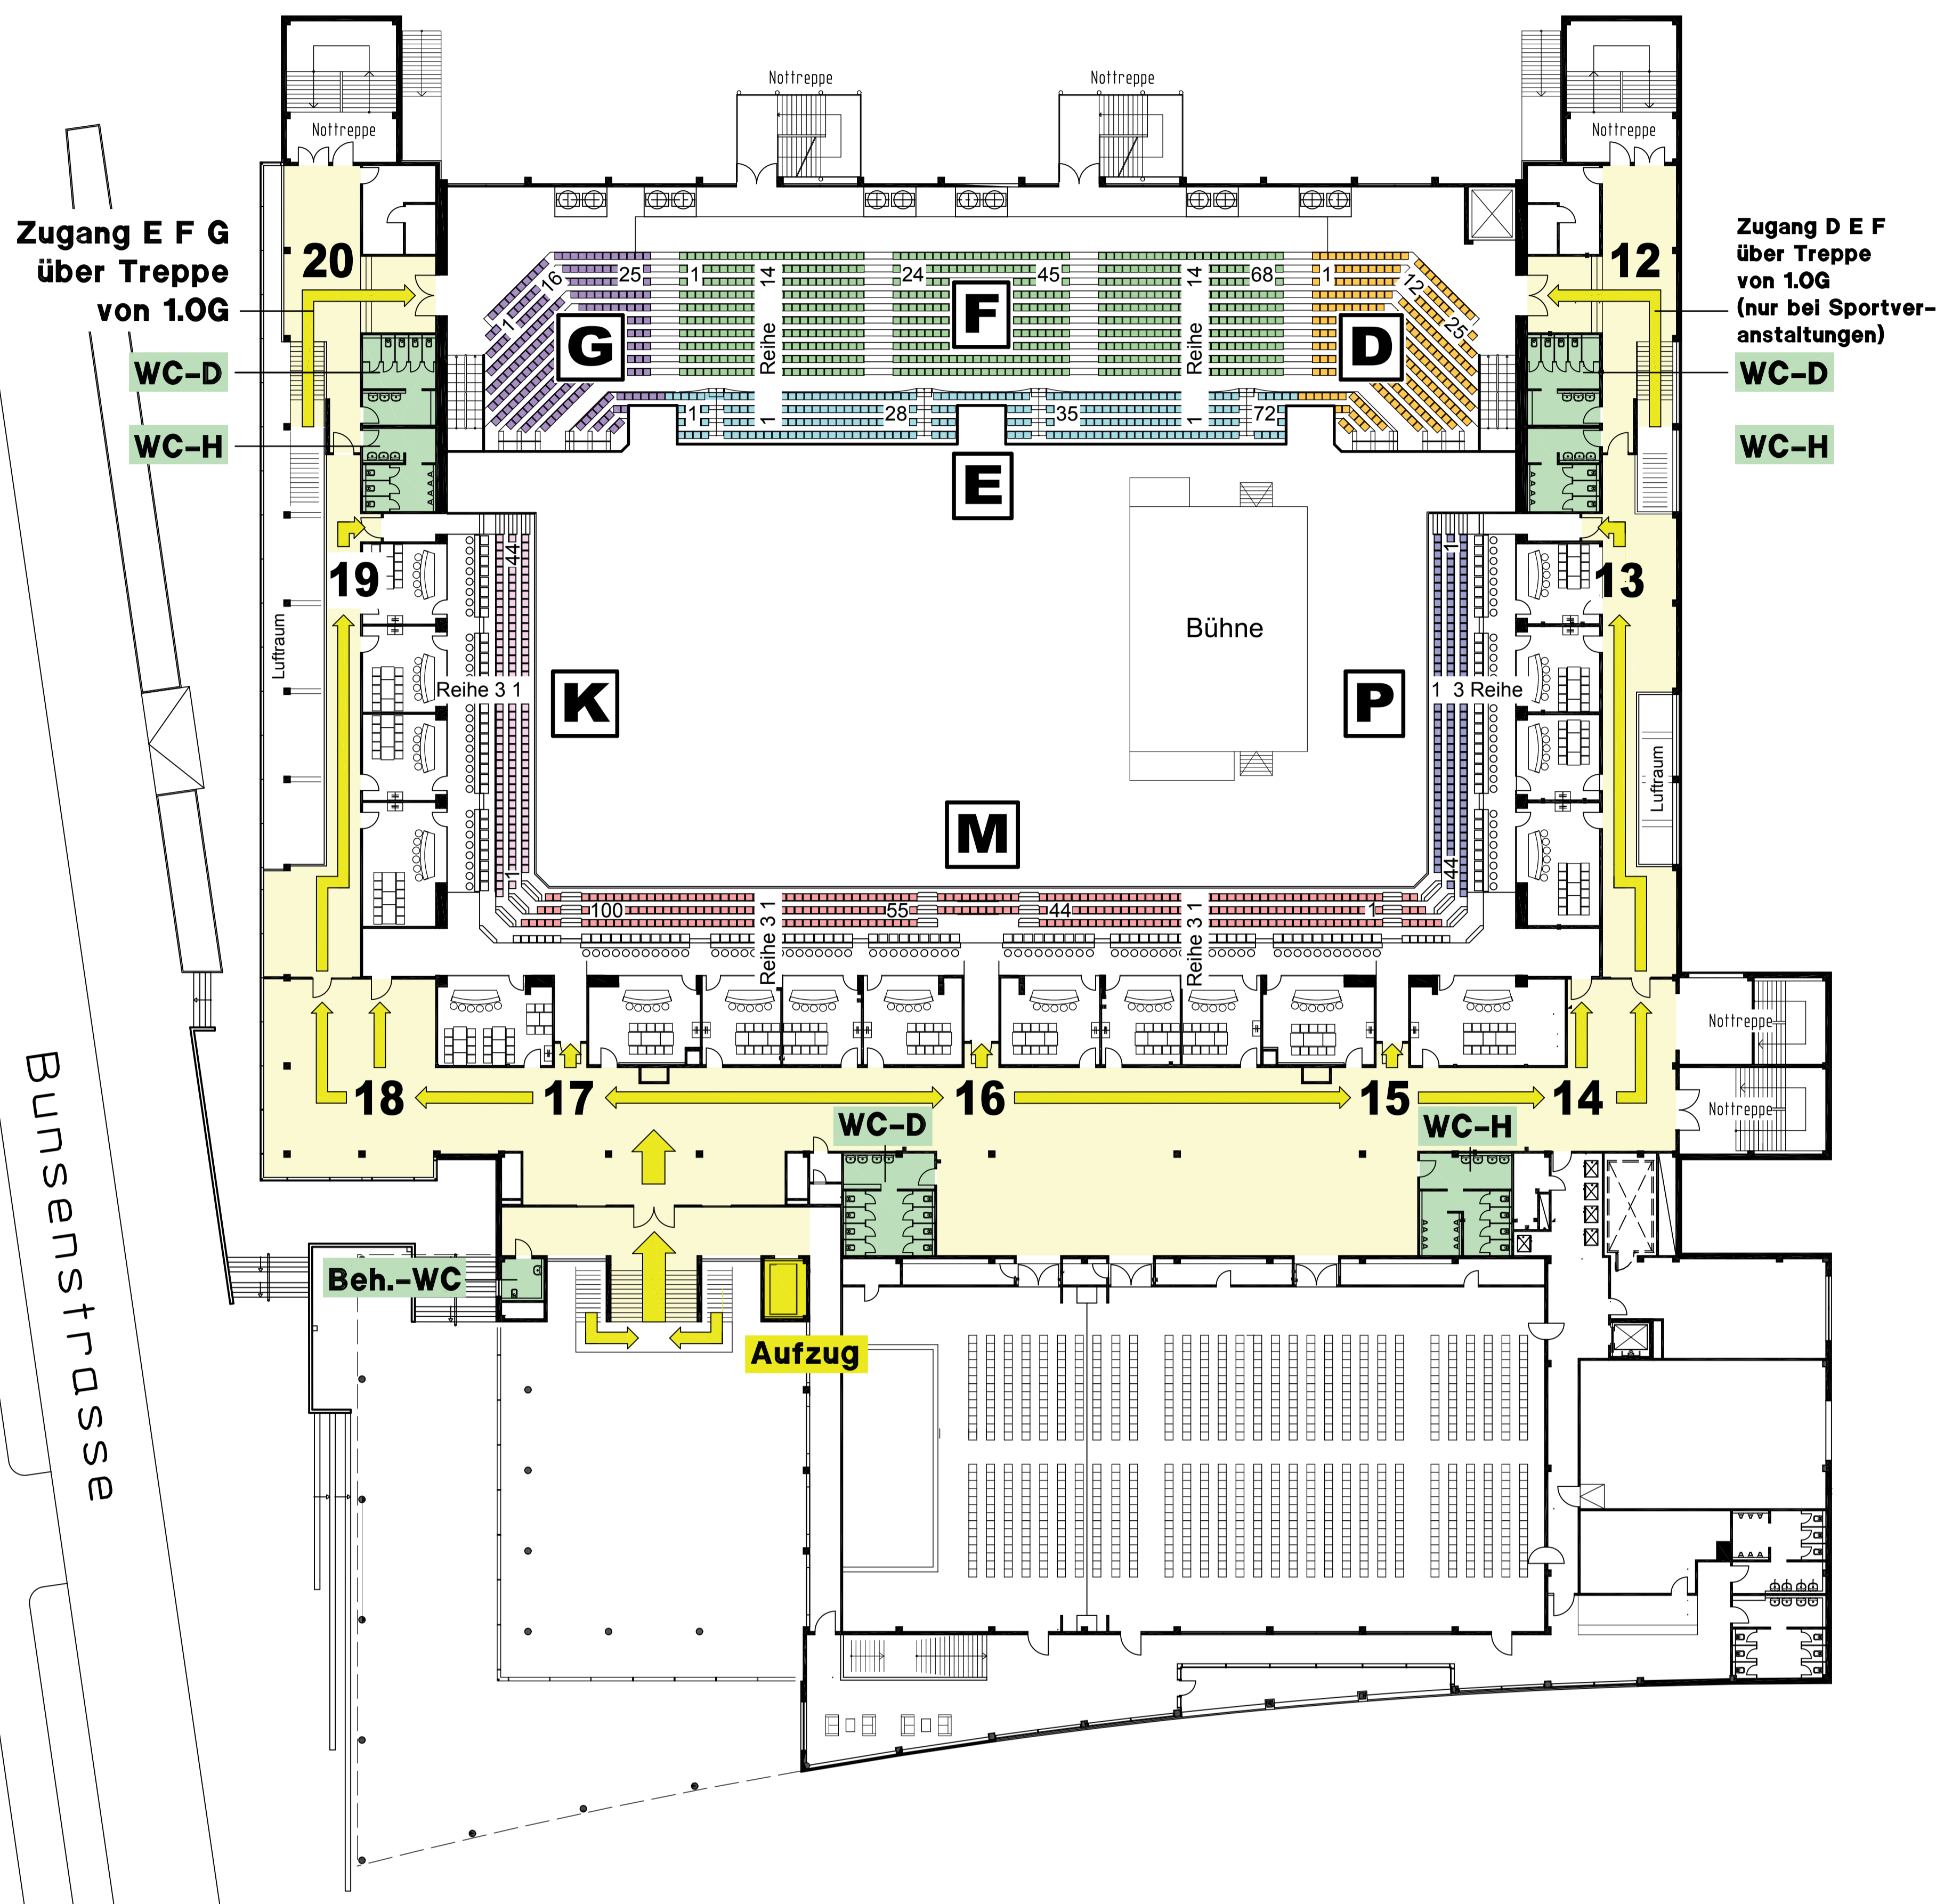 Nottreppe
Nottreppe
Nottreppe
Nottreppe
Zugang E F G
über Treppe
von 1.OG
20
12
Zugang D E F
über Treppe
von 1.OG
(nur bei Sportver-
anstaltungen)
1
16
25
1
Reihe
14
24
45
Reihe
14
68
1
12
25
G
F
D
WC-D
WC-D
WC-H
WC-H
1
1
28
35
1
72
E
19
13
44
1
Luftraum
Bühne
Reihe 3 1
K
P
1 3 Reihe
Luftraum
M
1
44
100
Reihe 3 1
55
44
Reihe 3 1
1
Nottreppe
Nottreppe
18
17
16
15
14
WC-D
WC-H
Beh.-WC
Aufzug
Bunsenstrasse